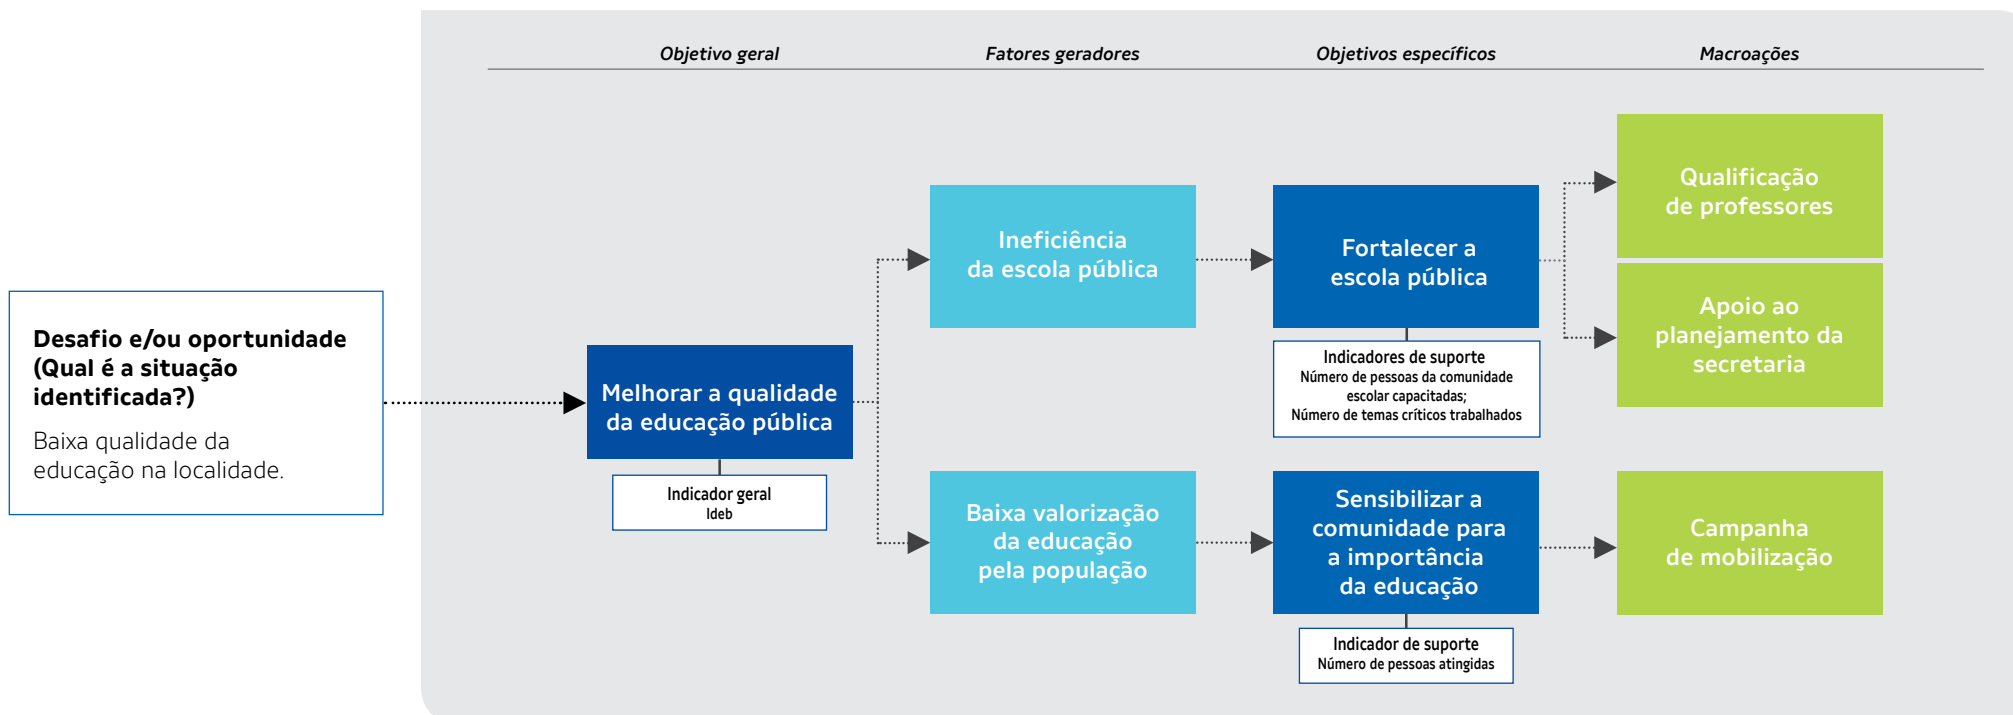 Objetivo geral
Fatores geradores
Objetivos específicos
Macroações
Desafio e/ou oportunidade
(Qual é a situação
identificada?)
Baixa qualidade da
educação na localidade.
Melhorar a qualidade
da educação pública
Indicador geral
Ideb
Ineficiência
da escola pública
Fortalecer a
escola pública
Indicadores de suporte
Número de pessoas da comunidade
escolar capacitadas;
Número de temas críticos trabalhados
Qualificação
de professores
Apoio ao
planejamento da
secretaria
Baixa valorização
da educação
pela população
Sensibilizar a
comunidade para
a importância
da educação
Indicador de suporte
Número de pessoas atingidas
Campanha
de mobilização